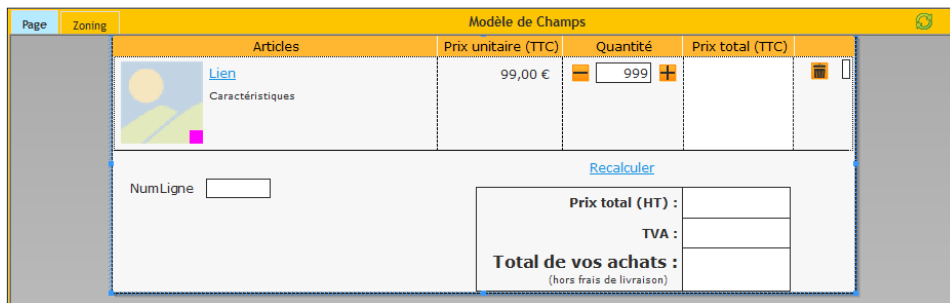 Page Zoning Modèle de Champs
Articles Prix unitaire (TTC) Quantité Prix total (TTC)
Lien 99,00 € 999
Caractéristiques
Recalculer
NumLigne
Prix total (HT) :
TVA :
Total de vos achats :
(hors frais de livraison)